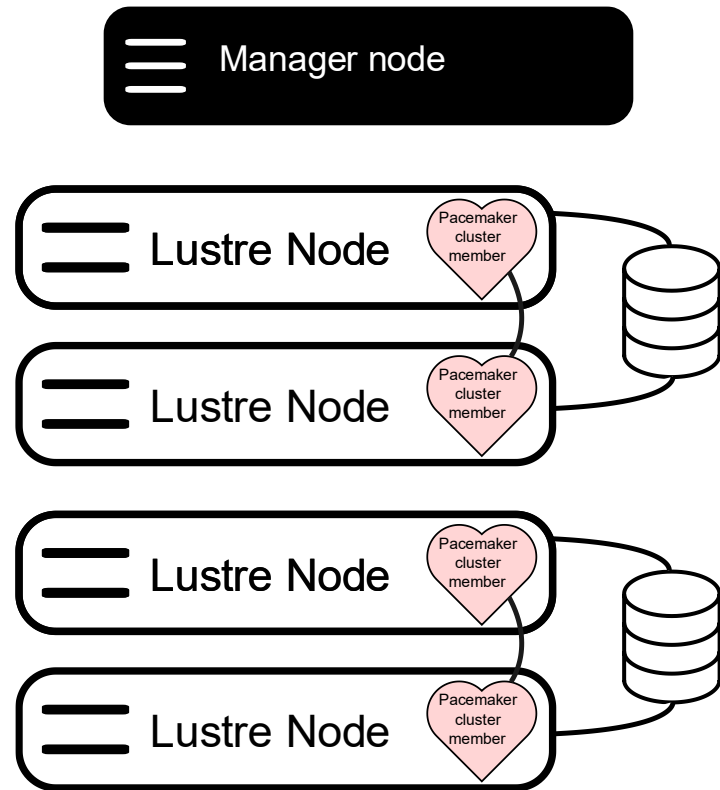 Manager node
Lustre Node
Pacemaker
cluster
member
Lustre Node
Pacemaker
cluster
member
Lustre Node
Pacemaker
cluster
member
Lustre Node
Pacemaker
cluster
member